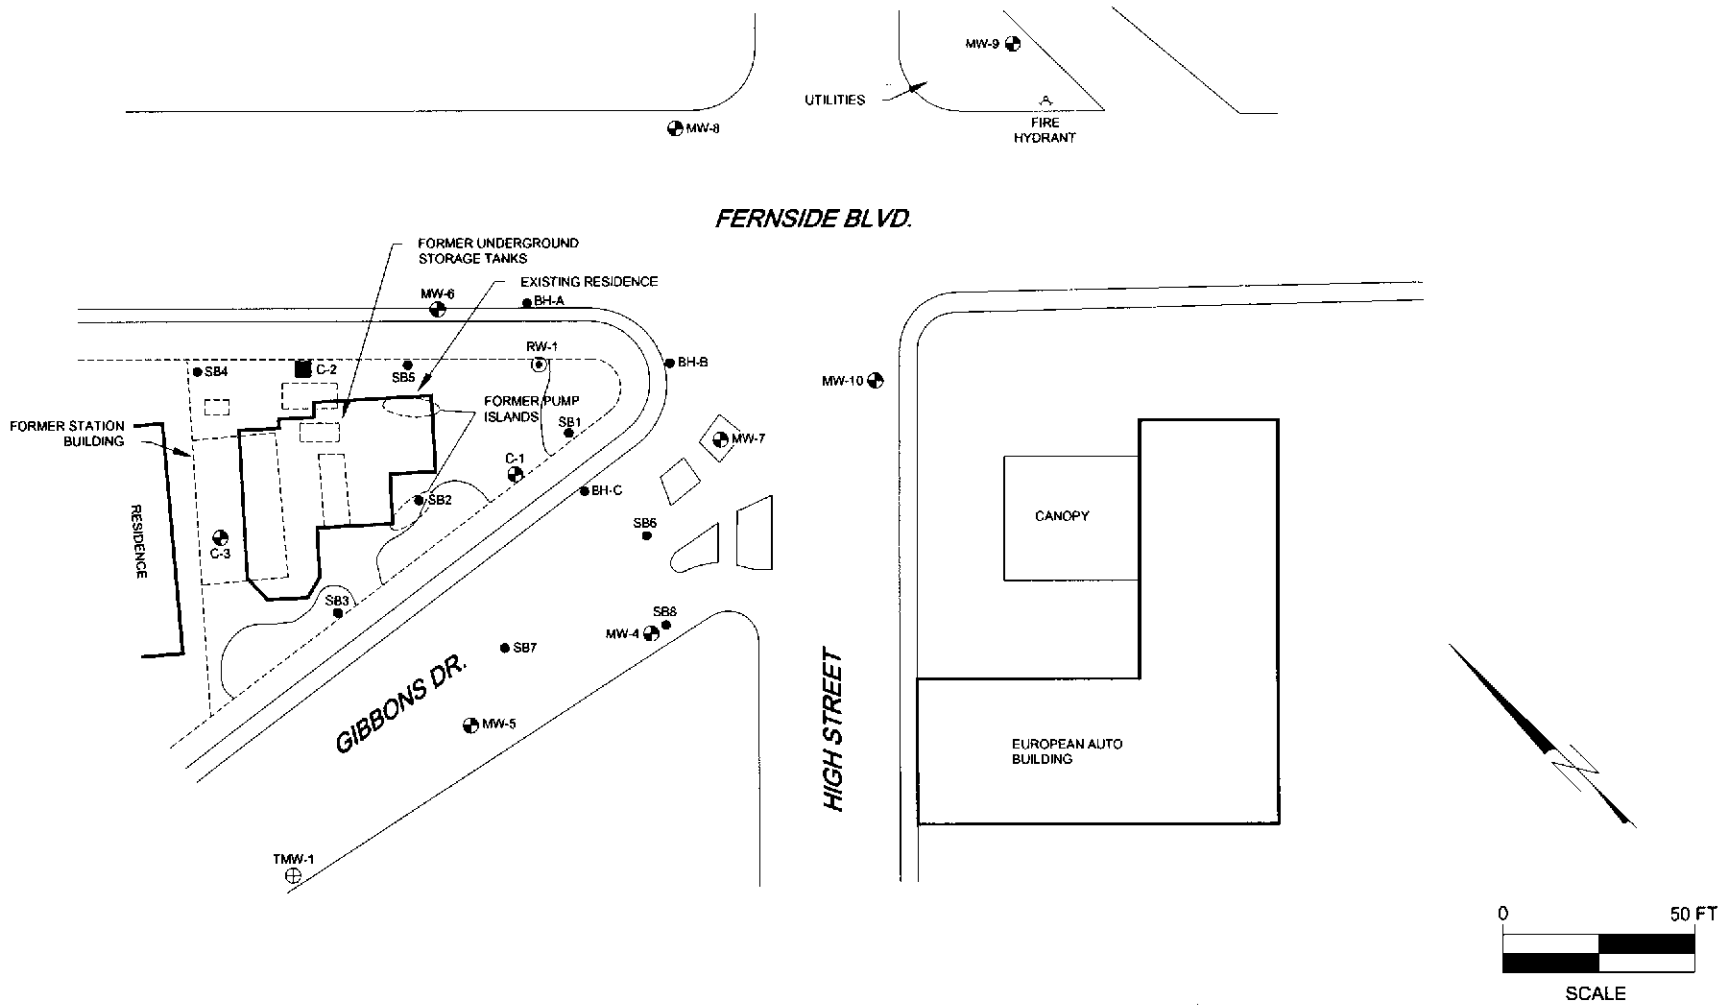 MW-9
UTILITIES
FIRE
HYDRANT
MW-8
FERNSIDE BLVD.
FORMER UNDERGROUND
STORAGE TANKS
EXISTING RESIDENCE
MW-6
BH-A
RW-1
BH-B
SB4
C-2
SB5
MW-10
FORMER PUMP
ISLANDS
FORMER STATION
BUILDING
SB1
MW-7
C-1
SB2
BH-C
RESIDENCE
CANOPY
SB6
C-3
SB3
SB8
MW-4
SB7
GIBBONS DR.
MW-5
HIGH STREET
EUROPEAN AUTO
BUILDING
TMW-1
0
50 FT
SCALE